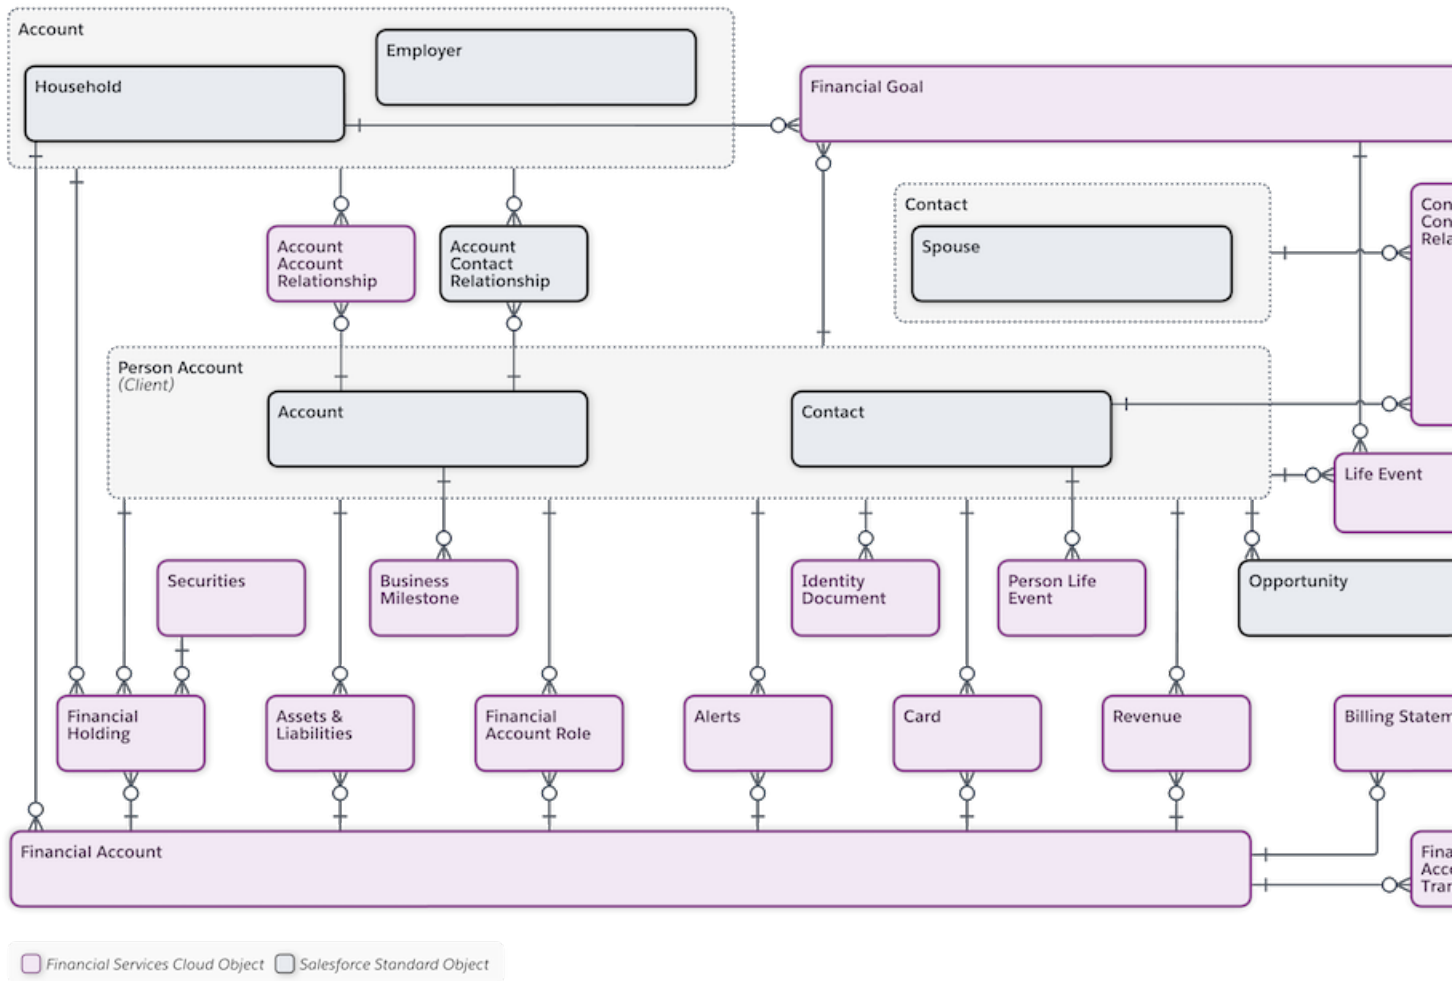 Account
Employer
Household
Financial Goal
Contact
Spouse
Account
Account
Relationship
Account
Contact
Relationship
Person Account
(Client)
Account
Contact
Life Event
Securities
Business
Milestone
Identity
Document
Person Life
Event
Opportunity
Financial
Holding
Assets &
Liabilities
Financial
Account Role
Alerts
Card
Revenue
Billing
Financial Account
Financial Services Cloud Object
Salesforce Standard Object